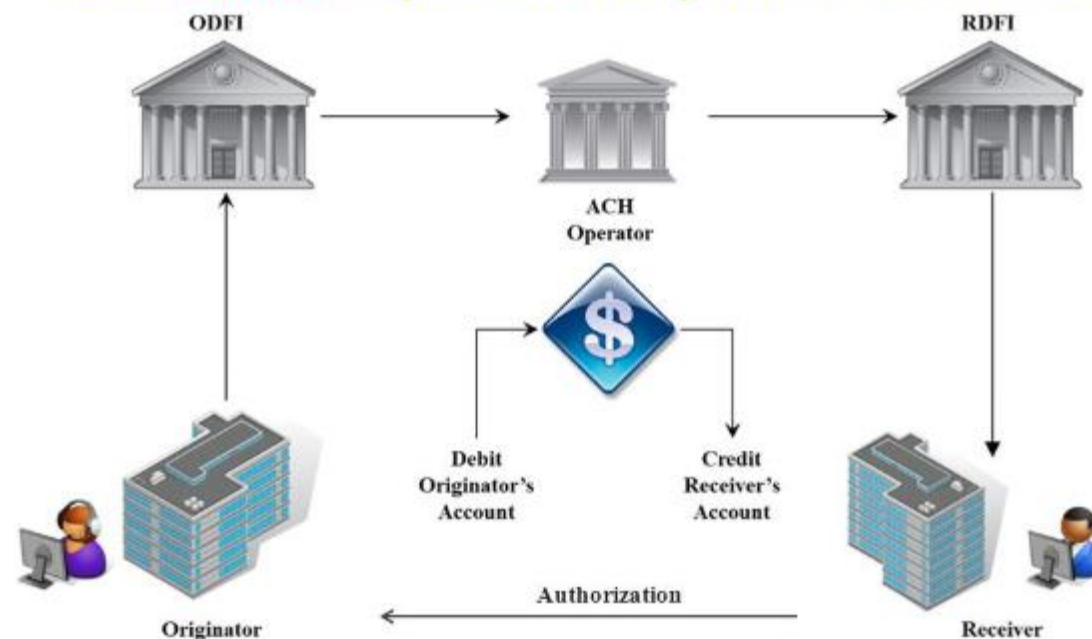 ODFI
RDFI
ACH
Operator
$
Debit
Originator's
Account
Credit
Receiver's
Account
Authorization
Originator
Receiver